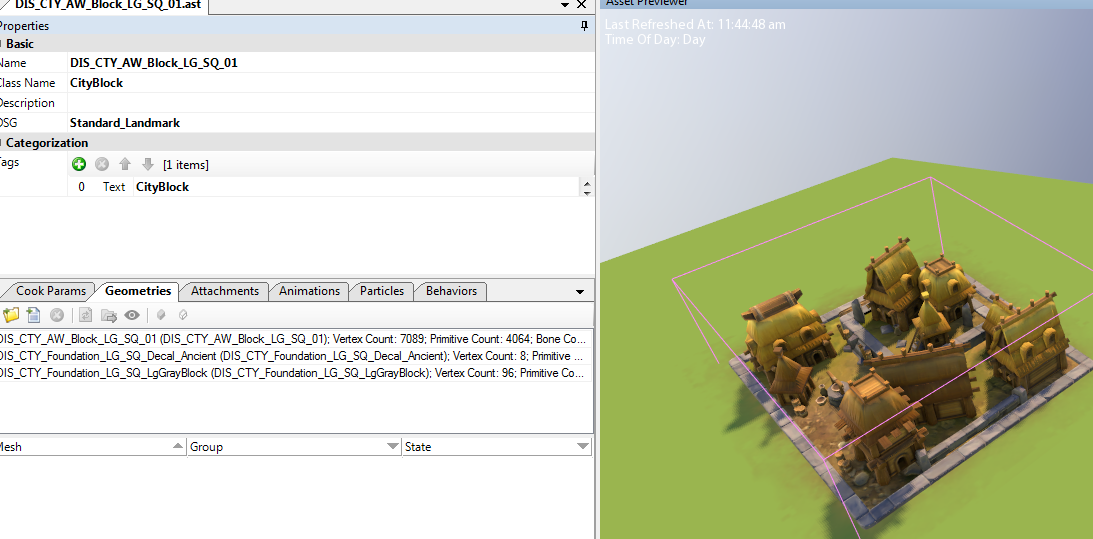 DIS_CTY_AW_Block_LG_SQ_01.ast
Asset Previewer
Properties
Last Refreshed At: 11:44:48 am
Time Of Day: Day
Basic
Name DIS_CTY_AW_Block_LG_SQ_01
Class Name CityBlock
Description
DSG Standard_Landmark
Categorization
Tags [1 items]
0 Text CityBlock
Cook Params Geometries Attachments Animations Particles Behaviors
DIS_CTY_AW_Block_LG_SQ_01 (DIS_CTY_AW_Block_LG_SQ_01); Vertex Count: 7089; Primitive Count: 4064; Bone Co...
DIS_CTY_Foundation_LG_SQ_Decal_Ancient (DIS_CTY_Foundation_LG_SQ_Decal_Ancient); Vertex Count: 8; Primitive ...
DIS_CTY_Foundation_LG_SQ_LgGrayBlock (DIS_CTY_Foundation_LG_SQ_LgGrayBlock); Vertex Count: 96; Primitive Co...
Mesh Group State